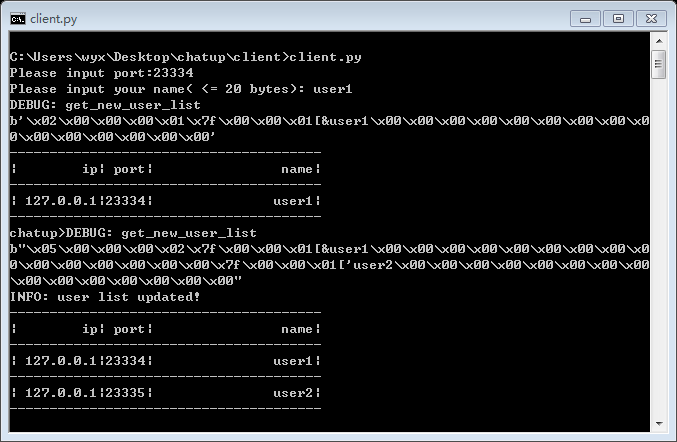 client.py
C:\Users\wyx\Desktop\chatup\client>client.py
Please input port:23334
Please input your name( <= 20 bytes): user1
DEBUG: get_new_user_list
b'\x02\x00\x00\x00\x01\x7f\x00\x00\x01[&user1\x00\x00\x00\x00\x00\x00\x00\x00\x0
0\x00\x00\x00\x00\x00\x00'
---------------------------------------
|        ip| port|                name|
---------------------------------------
| 127.0.0.1|23334|               user1|
---------------------------------------
chatup>DEBUG: get_new_user_list
b"\x05\x00\x00\x00\x02\x7f\x00\x00\x01[&user1\x00\x00\x00\x00\x00\x00\x00\x00\x0
0\x00\x00\x00\x00\x00\x00\x7f\x00\x00\x01['user2\x00\x00\x00\x00\x00\x00\x00\x00
\x00\x00\x00\x00\x00\x00\x00"
INFO: user list updated!
---------------------------------------
|        ip| port|                name|
---------------------------------------
| 127.0.0.1|23334|               user1|
---------------------------------------
| 127.0.0.1|23335|               user2|
---------------------------------------